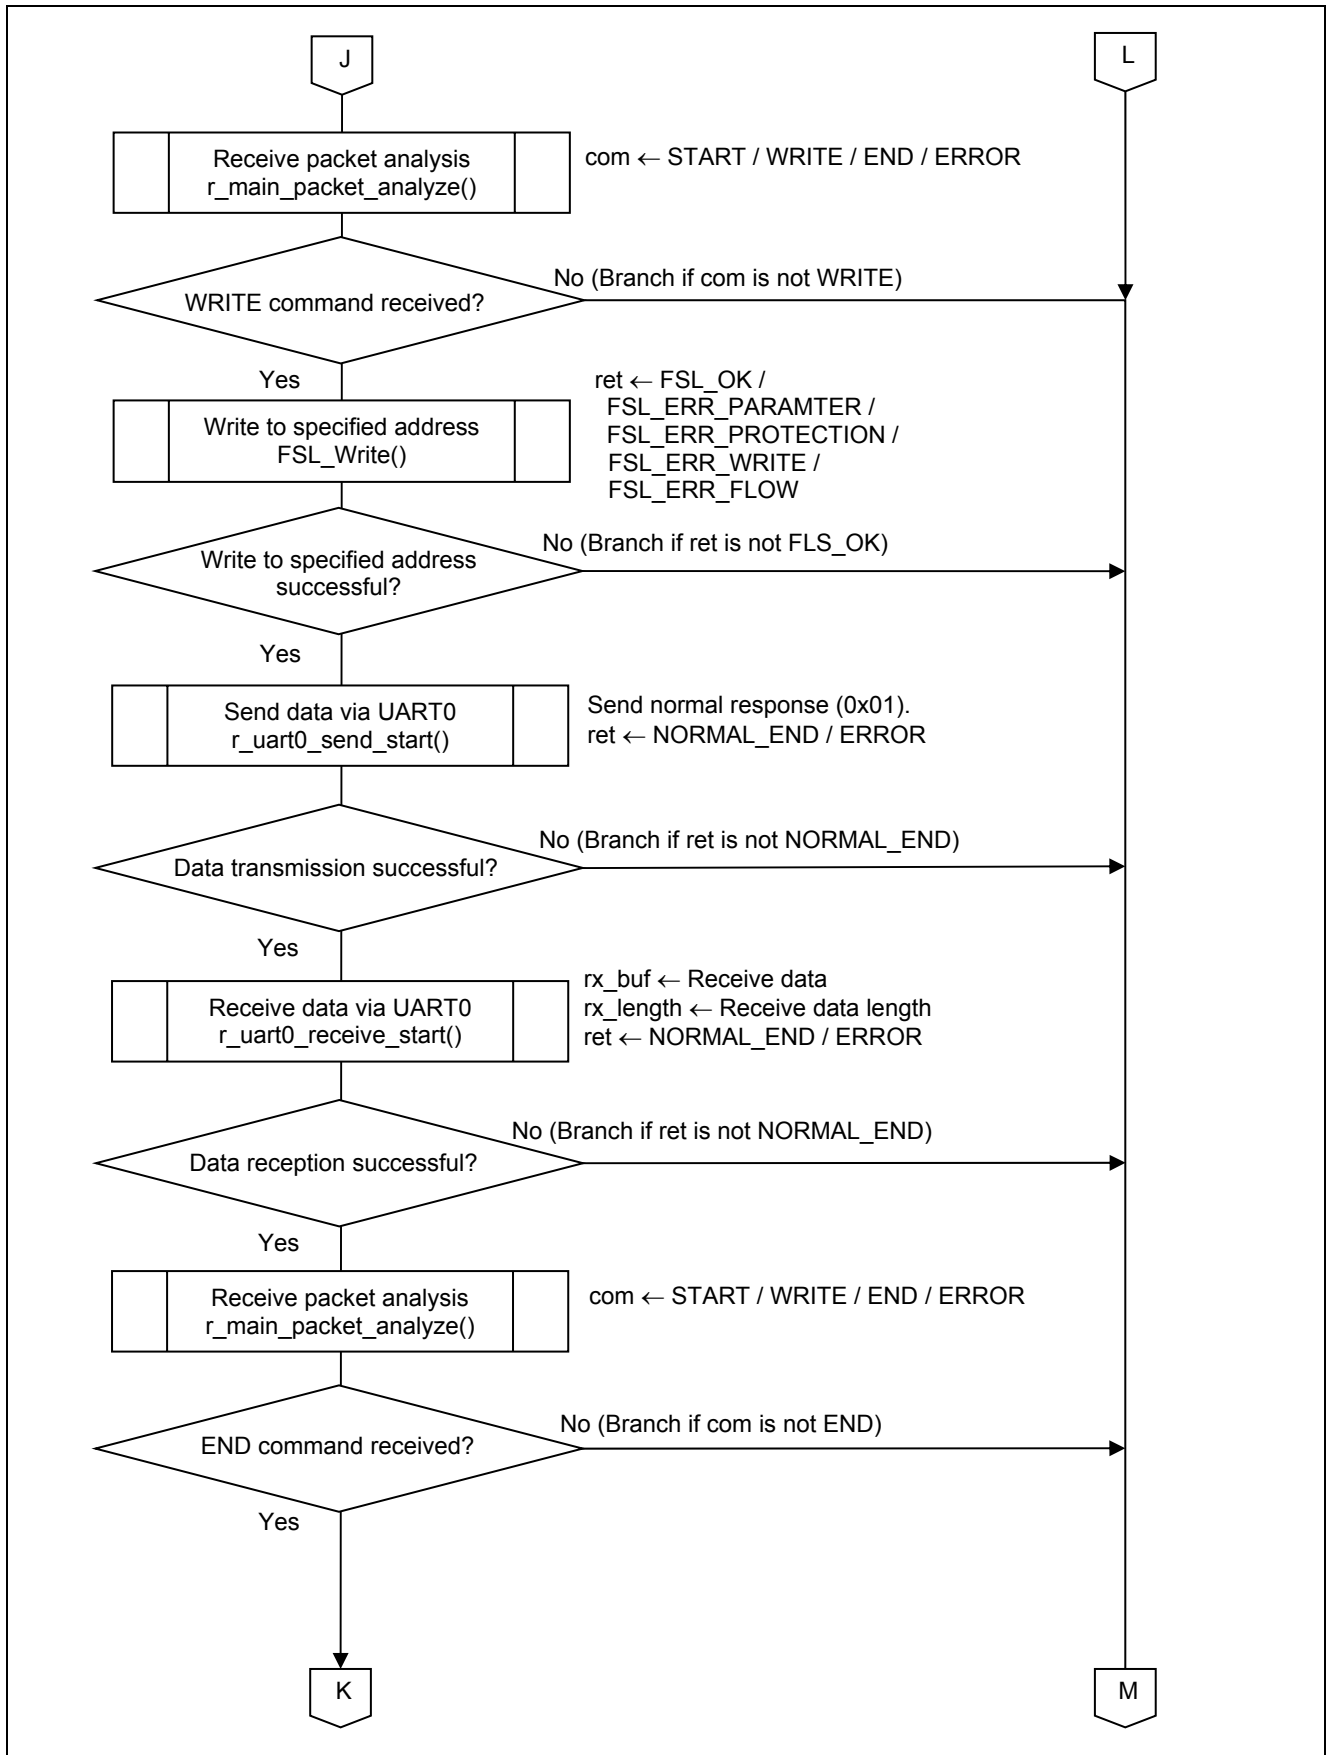 J
L
Receive packet analysis
r_main_packet_analyze()
com ← START / WRITE / END / ERROR
No (Branch if com is not WRITE)
WRITE command received?
Yes
Write to specified address
FSL_Write()
ret ← FSL_OK /
FSL_ERR_PARAMTER /
FSL_ERR_PROTECTION /
FSL_ERR_WRITE /
FSL_ERR_FLOW
No (Branch if ret is not FLS_OK)
Write to specified address
successful?
Yes
Send data via UART0
r_uart0_send_start()
Send normal response (0x01).
ret ← NORMAL_END / ERROR
No (Branch if ret is not NORMAL_END)
Data transmission successful?
Yes
Receive data via UART0
r_uart0_receive_start()
rx_buf ← Receive data
rx_length ← Receive data length
ret ← NORMAL_END / ERROR
No (Branch if ret is not NORMAL_END)
Data reception successful?
Yes
Receive packet analysis
r_main_packet_analyze()
com ← START / WRITE / END / ERROR
No (Branch if com is not END)
END command received?
Yes
K
M